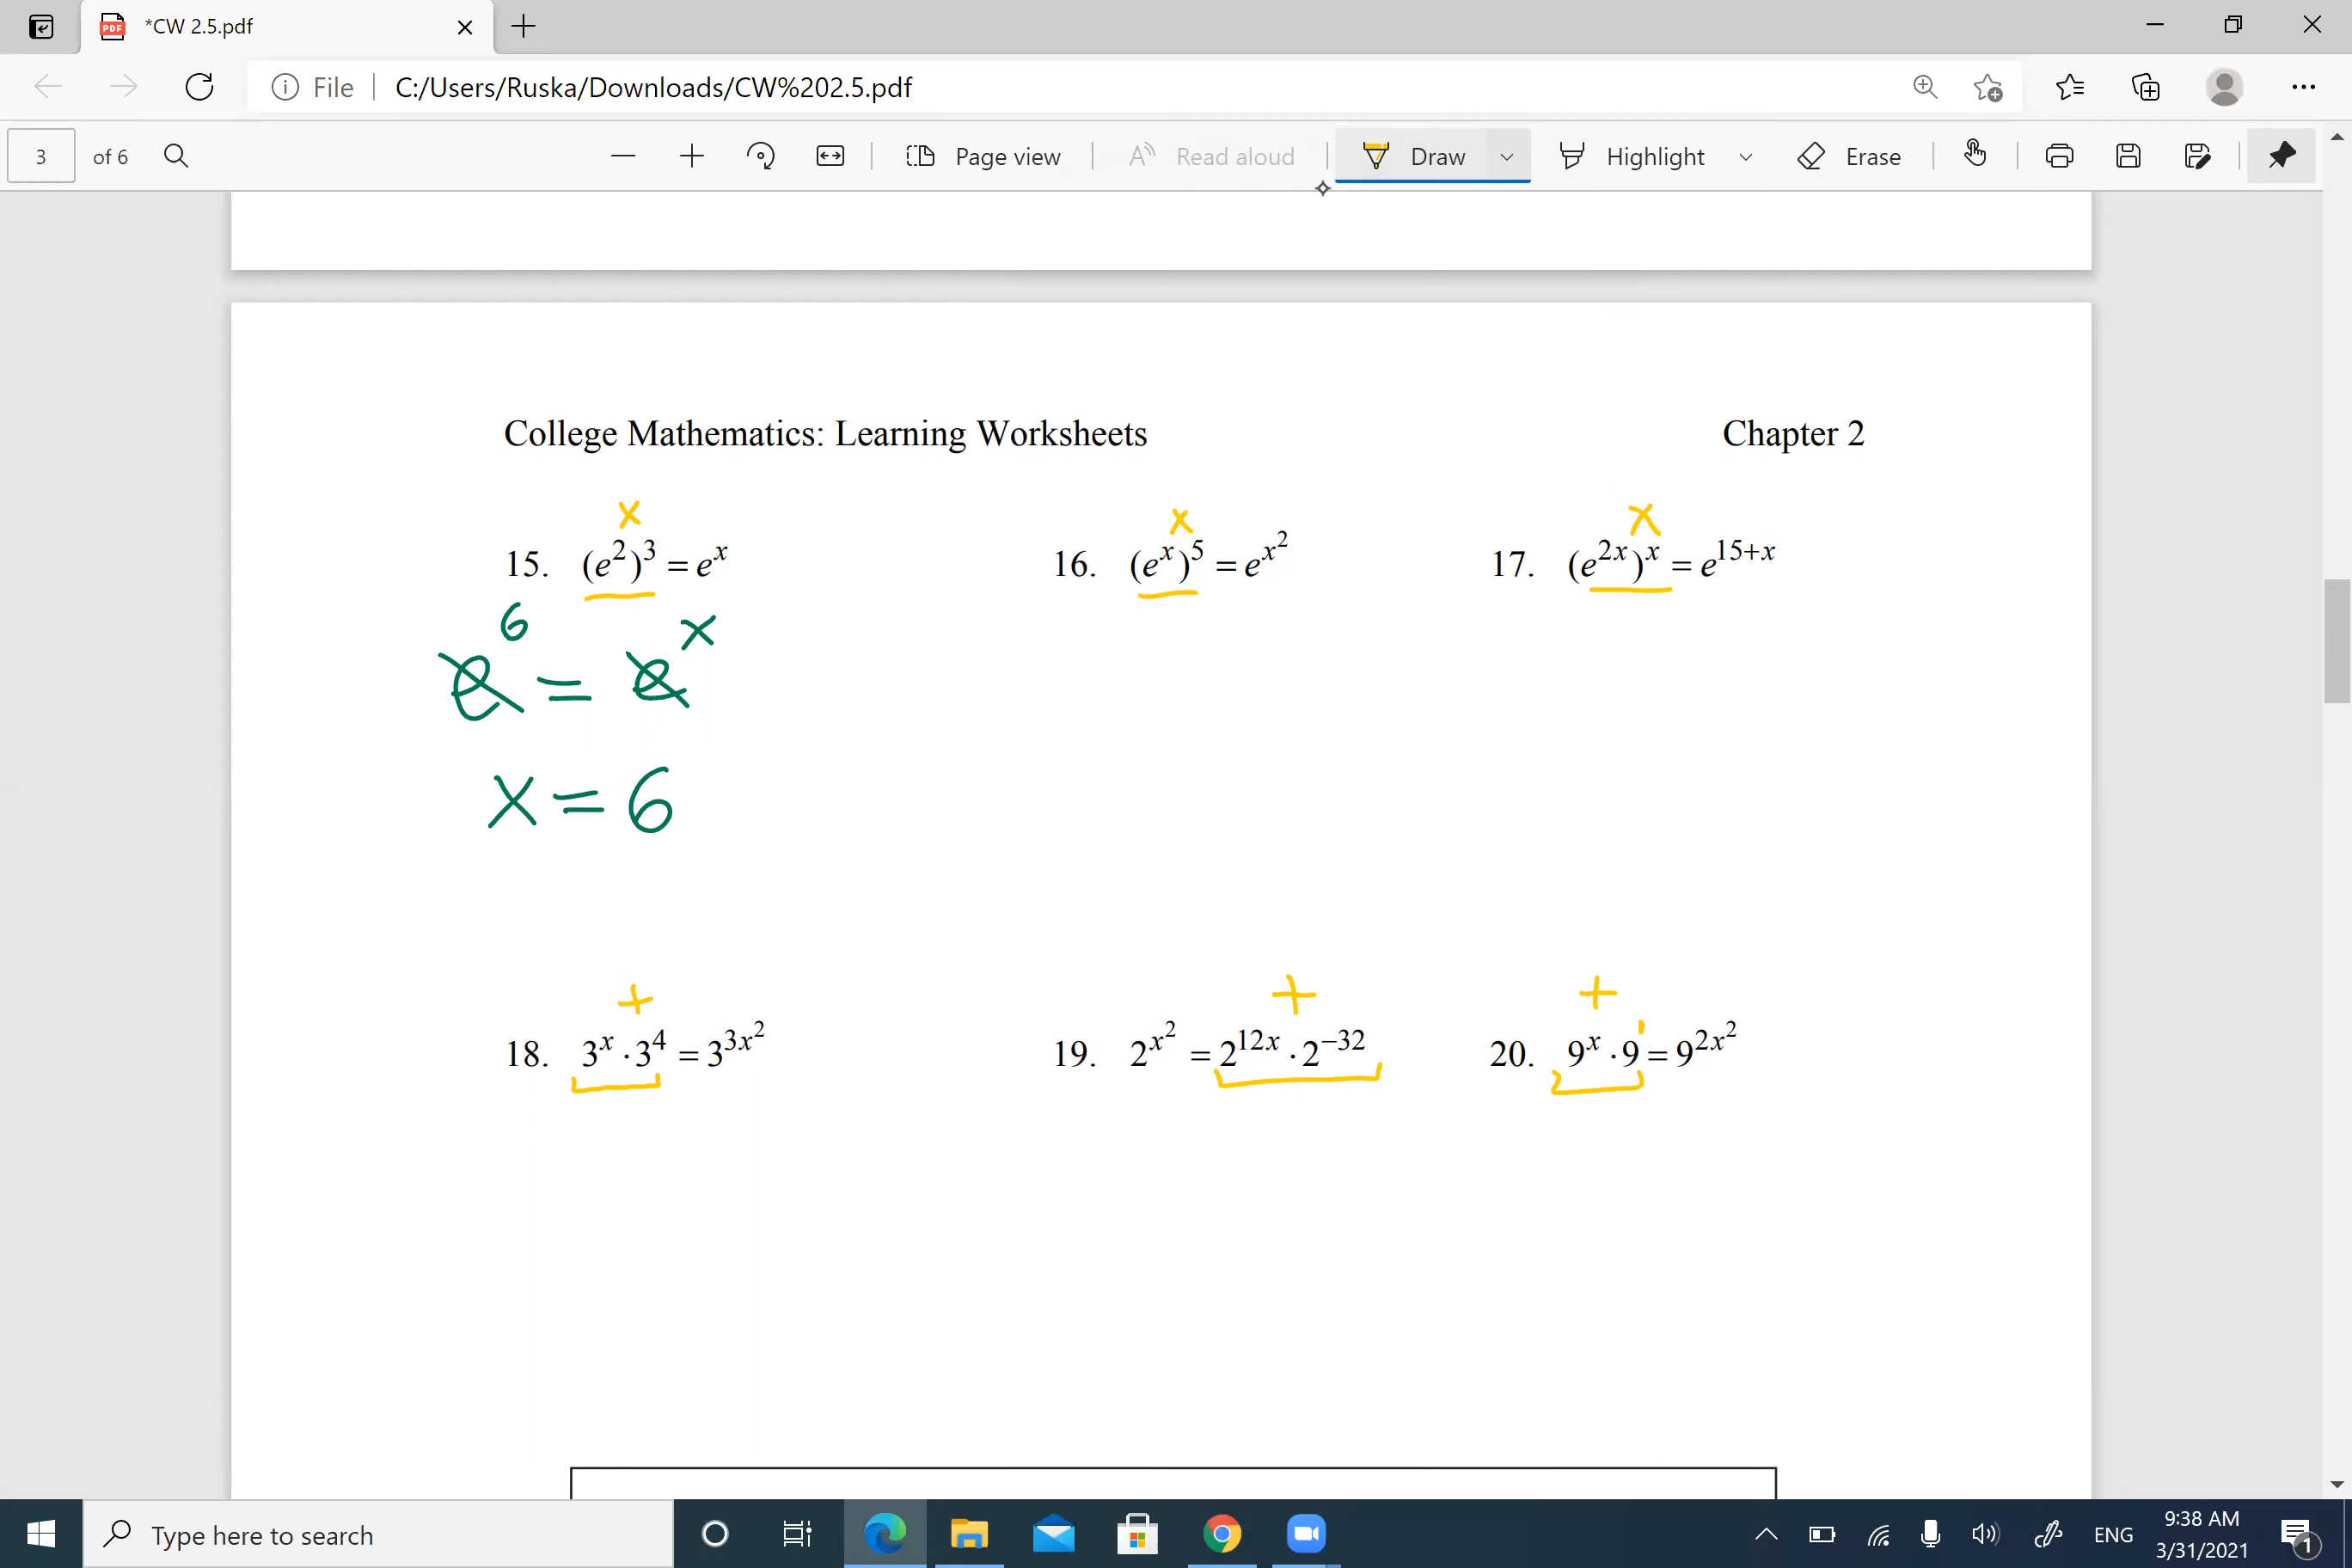 *CW 2.5.pdf
File C:/Users/Ruska/Downloads/CW%202.5.pdf
3 of 6 Page view Read aloud Draw Highlight Erase
College Mathematics: Learning Worksheets Chapter 2
x x x
15. (e²)³ = eˣ 16. (eˣ)⁵ = e^{x²} 17. (e^{2x})ˣ = e^{15+x}
e⁶ = eˣ
x = 6
+ + +
18. 3ˣ · 3⁴ = 3^{3x²} 19. 2^{x²} = 2^{12x} · 2^{−32} 20. 9ˣ · 9' = 9^{2x²}
Type here to search ENG 9:38 AM
3/31/2021 1